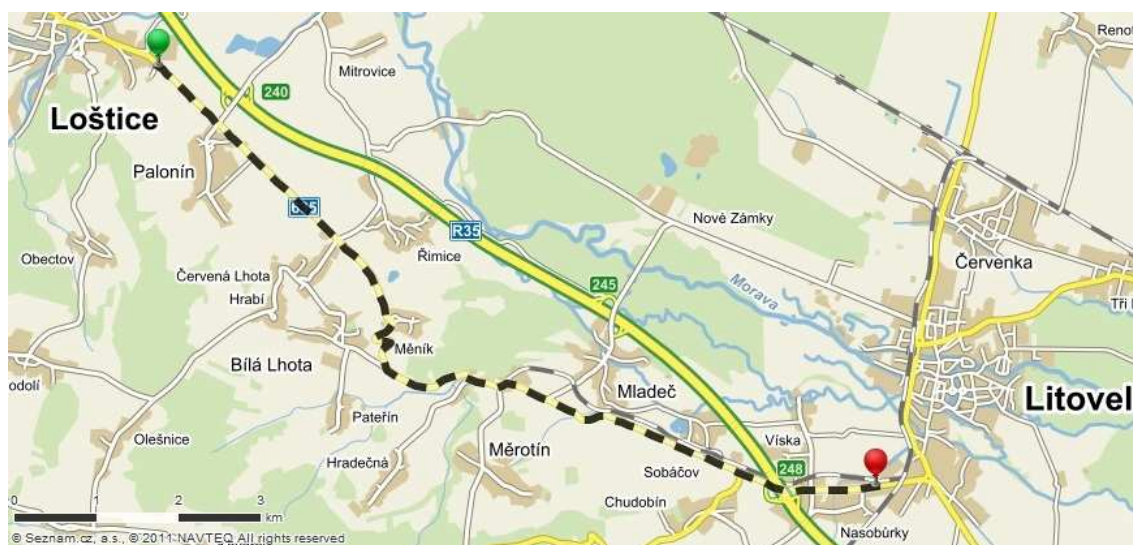 Renot
Mitrovice
240
Loštice
Palonín
Nové Zámky
635
R35
Řimice
Obectov
Červenka
Červená Lhota
Morava
245
Tři
Hrabí
Měník
Bílá Lhota
odolí
Mladeč
Litovel
Pateřín
Víska
Olešnice
Měrotín
Hradečná
Sobáčov
248
Chudobín
0 1 2 3
km
Nasobůrky
© Seznam.cz, a.s., © 2011 NAVTEQ All rights reserved